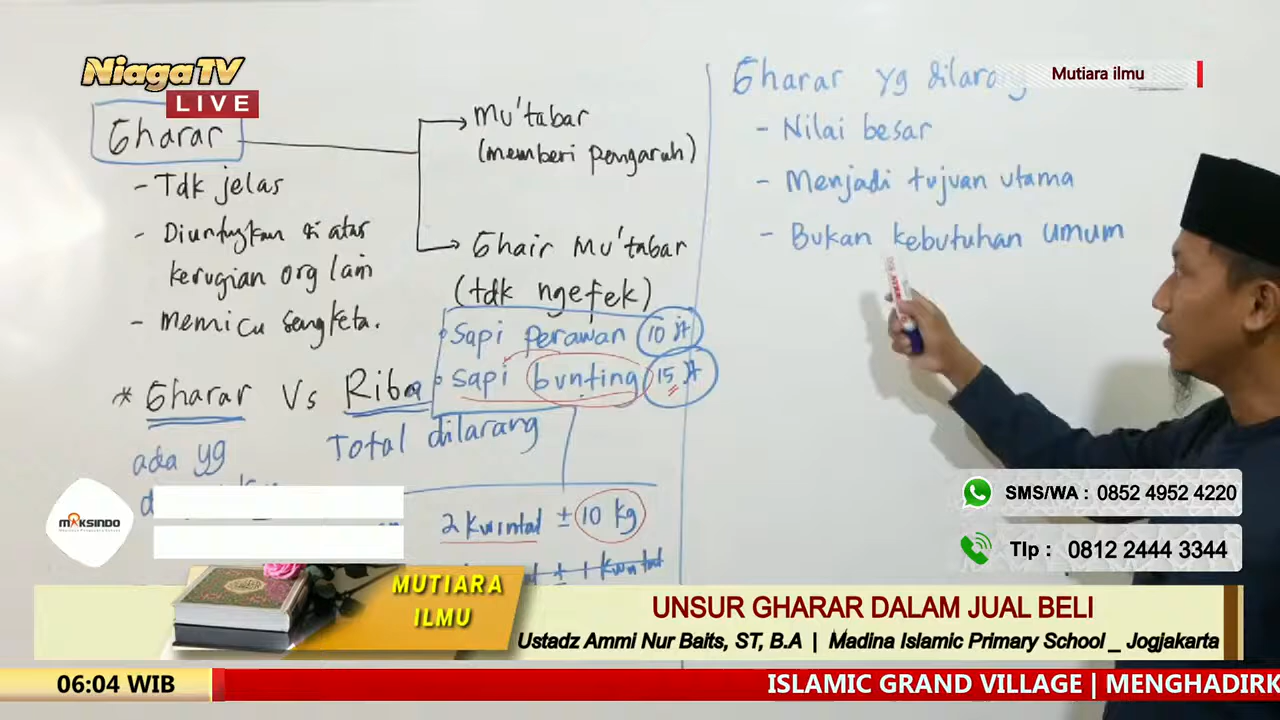 NiagaTV
LIVE
Mutiara ilmu
Gharar
- Tdk jelas
- Diuntungkan di atas
kerugian org lain
- Memicu sengketa.
Mu'tabar
(memberi pengaruh)
Ghair Mu'tabar
(tdk ngefek)
• Sapi perawan 10 jt
• Sapi bunting 15 jt
* Gharar Vs Riba
ada yg
Total dilarang
2 kwintal ± 10 kg
± 1 kwintal
Gharar yg dilarang
- Nilai besar
- Menjadi tujuan utama
- Bukan kebutuhan umum
SMS/WA : 0852 4952 4220
Tlp : 0812 2444 3344
MAKSINDO
MUTIARA
ILMU
UNSUR GHARAR DALAM JUAL BELI
Ustadz Ammi Nur Baits, ST, B.A | Madina Islamic Primary School _ Jogjakarta
06:04 WIB
ISLAMIC GRAND VILLAGE | MENGHADIRK